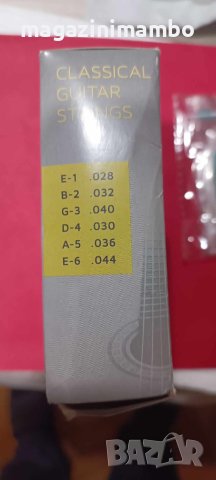 magazinimambo
CLASSICAL
GUITAR
STRINGS
E-1 .028
B-2 .032
G-3 .040
D-4 .030
A-5 .036
E-6 .044
BAZAR